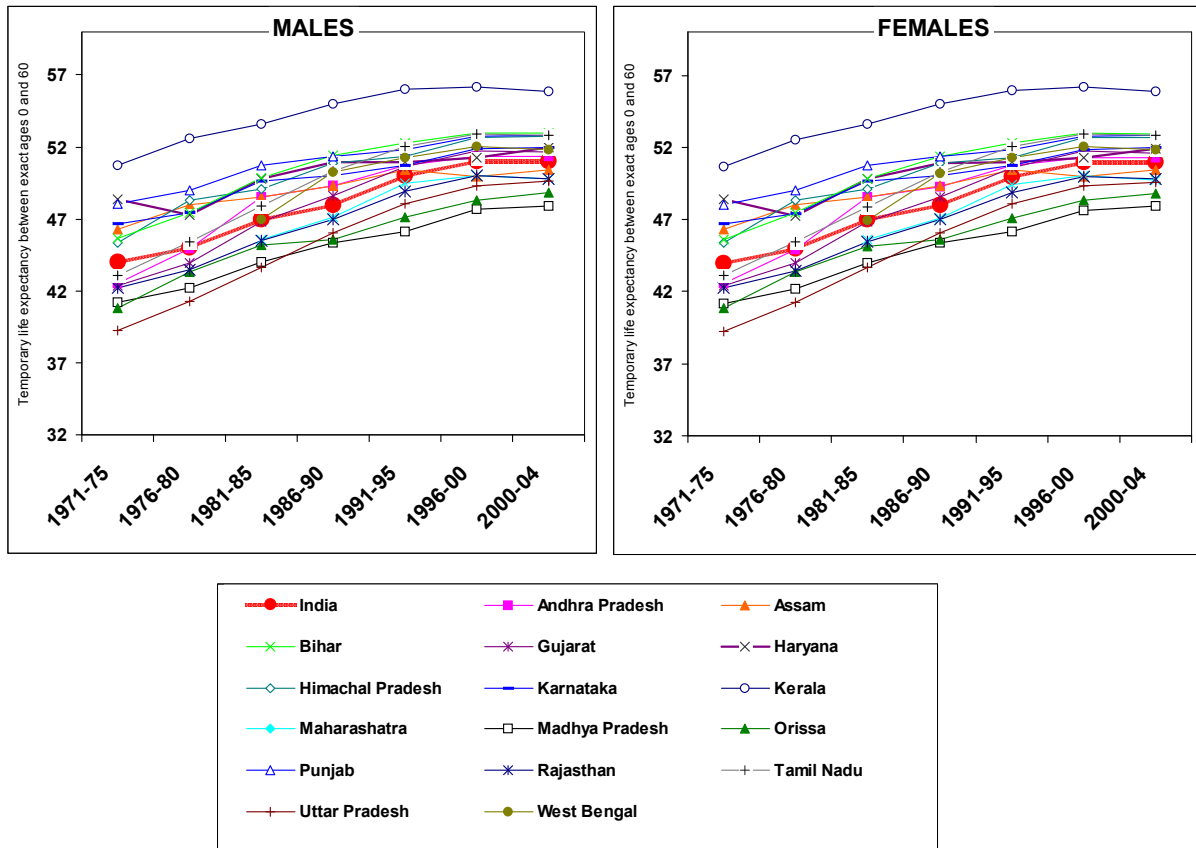 MALES
Temporary life expectancy between exact ages 0 and 60
57
52
47
42
37
32
1971-75
1976-80
1981-85
1986-90
1991-95
1996-00
2000-04
FEMALES
Temporary life expectancy between exact ages 0 and 60
57
52
47
42
37
32
1971-75
1976-80
1981-85
1986-90
1991-95
1996-00
2000-04
India Andhra Pradesh Assam
Bihar Gujarat Haryana
Himachal Pradesh Karnataka Kerala
Maharashatra Madhya Pradesh Orissa
Punjab Rajasthan Tamil Nadu
Uttar Pradesh West Bengal